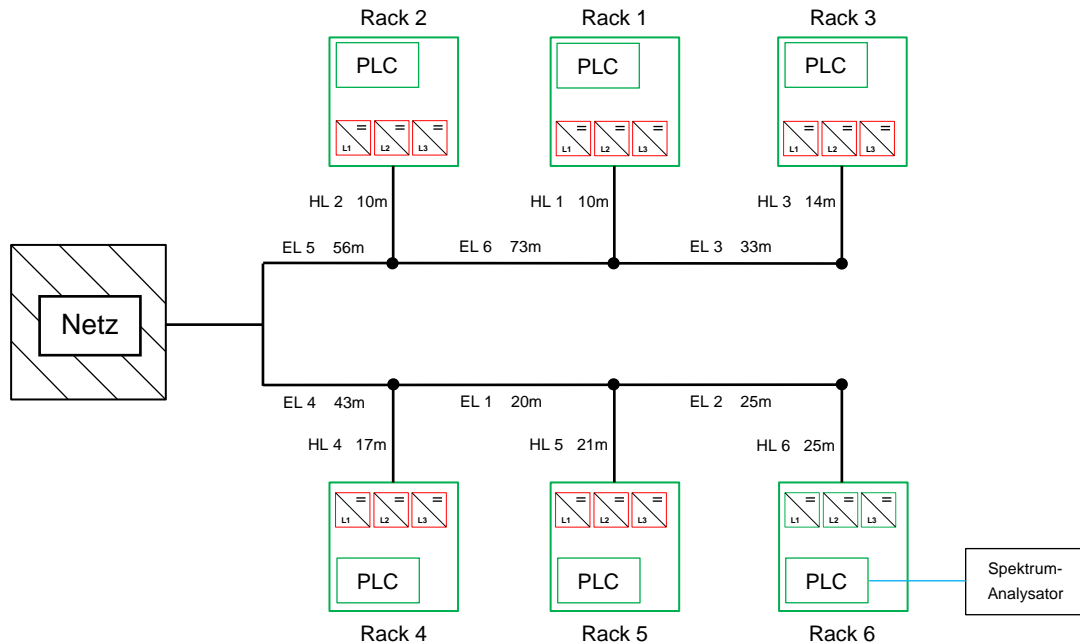 Rack 2 Rack 1 Rack 3
PLC PLC PLC
L1 L2 L3 L1 L2 L3 L1 L2 L3
HL 2 10m HL 1 10m HL 3 14m
EL 5 56m EL 6 73m EL 3 33m
Netz
EL 4 43m EL 1 20m EL 2 25m
HL 4 17m HL 5 21m HL 6 25m
L1 L2 L3 L1 L2 L3 L1 L2 L3
PLC PLC PLC
Spektrum-
Analysator
Rack 4 Rack 5 Rack 6